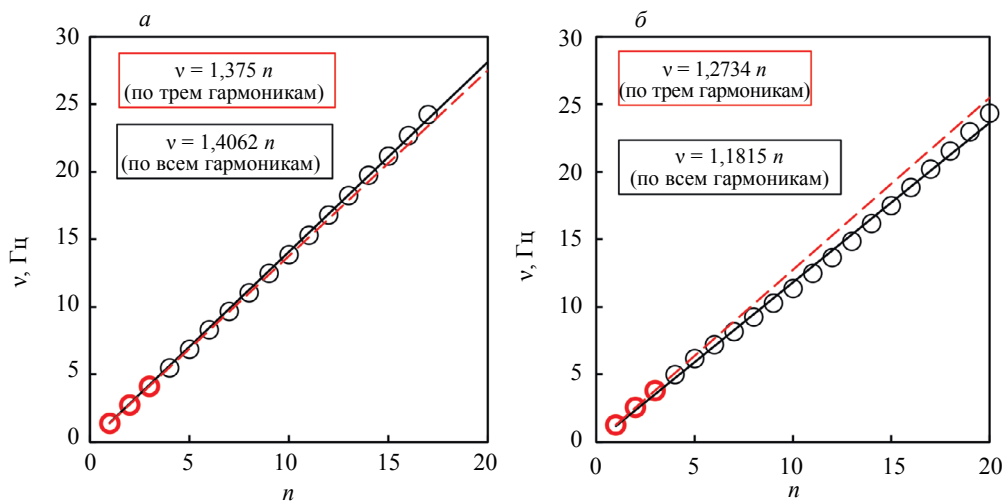 а
30
25
20
15
10
5
0
ν, Гц
ν = 1,375 n
(по трем гармоникам)
ν = 1,4062 n
(по всем гармоникам)
0 5 10 15 20
n
б
30
25
20
15
10
5
0
ν, Гц
ν = 1,2734 n
(по трем гармоникам)
ν = 1,1815 n
(по всем гармоникам)
0 5 10 15 20
n